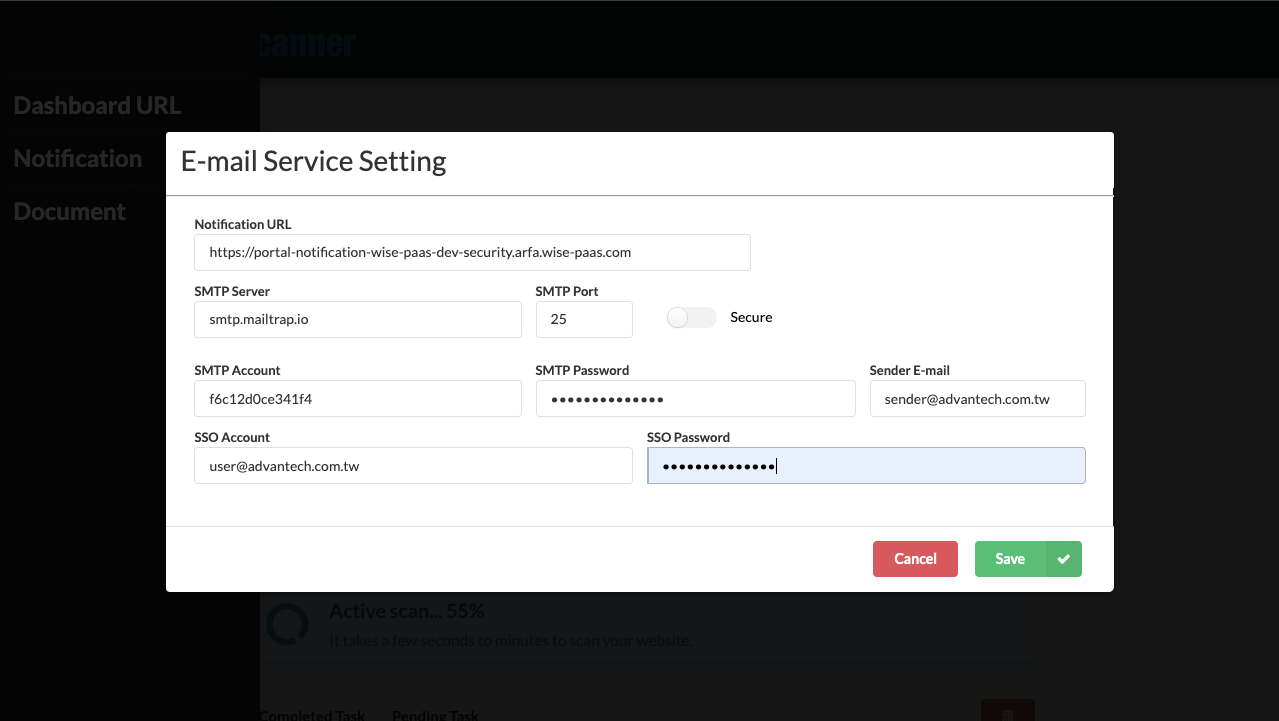 canner
Dashboard URL
Notification
Document
E-mail Service Setting
Notification URL
https://portal-notification-wise-paas-dev-security.arfa.wise-paas.com
SMTP Server SMTP Port
smtp.mailtrap.io 25 Secure
SMTP Account SMTP Password Sender E-mail
f6c12d0ce341f4 •••••••••••••• sender@advantech.com.tw
SSO Account SSO Password
user@advantech.com.tw ••••••••••••••
Cancel Save
Active scan... 55%
It takes a few seconds to minutes to scan your website.
Completed Task Pending Task